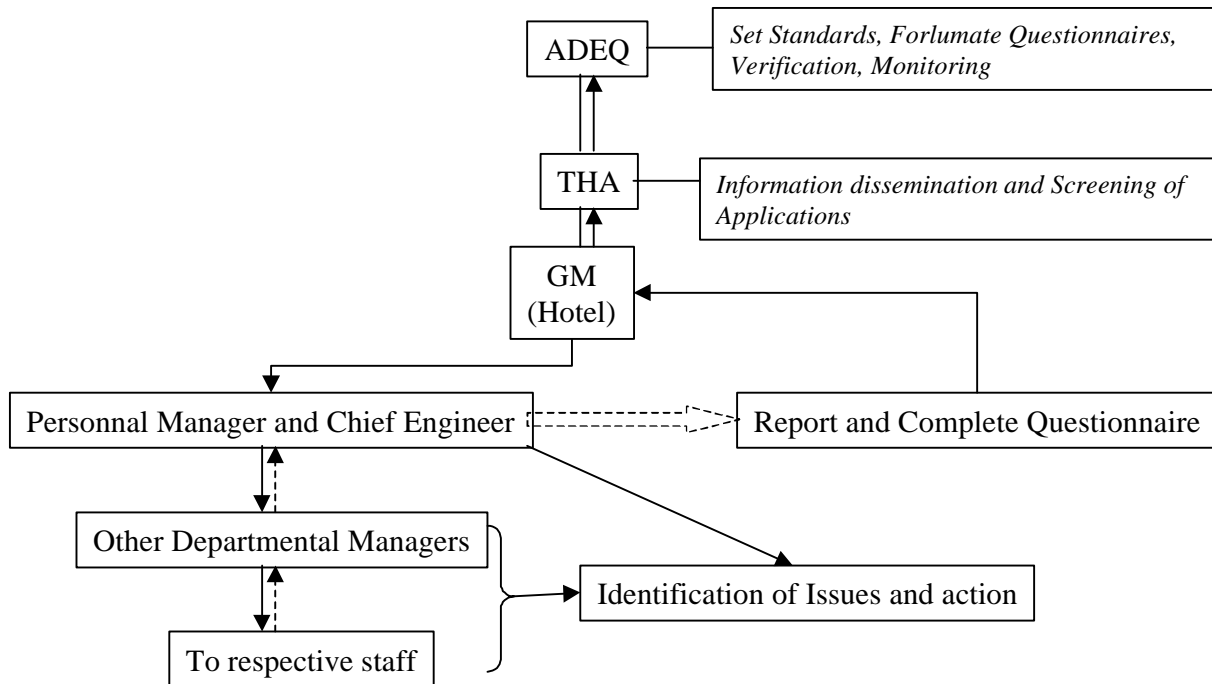 ADEQ
Set Standards, Forlumate Questionnaires,
Verification, Monitoring
THA
Information dissemination and Screening of
Applications
GM
(Hotel)
Personnal Manager and Chief Engineer
Report and Complete Questionnaire
Other Departmental Managers
Identification of Issues and action
To respective staff